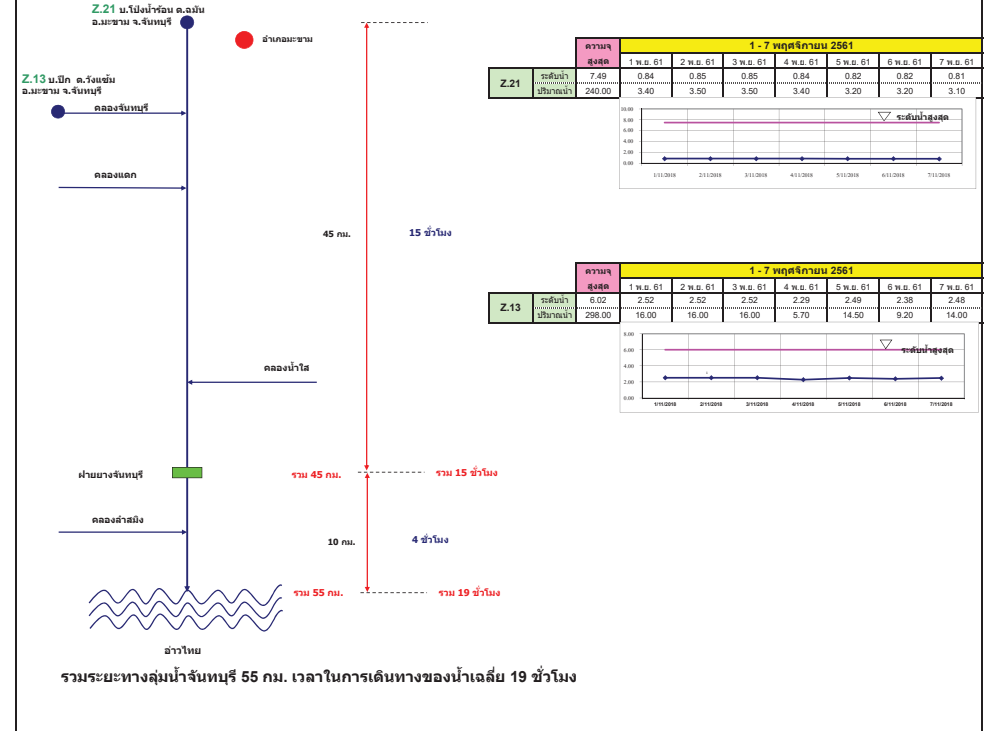 Z.21 บ.โป่งน้ำร้อน ต.ฉมัน
อ.มะขาม จ.จันทบุรี
อำเภอมะขาม
Z.13 บ.ปึก ต.วังแซ้ม
อ.มะขาม จ.จันทบุรี
คลองจันทบุรี
คลองแตก
45 กม.
15 ชั่วโมง
คลองน้ำใส
ฝายยางจันทบุรี
รวม 45 กม.
รวม 15 ชั่วโมง
คลองลำสมิง
10 กม.
4 ชั่วโมง
รวม 55 กม.
รวม 19 ชั่วโมง
อ่าวไทย
รวมระยะทางลุ่มน้ำจันทบุรี 55 กม. เวลาในการเดินทางของน้ำเฉลี่ย 19 ชั่วโมง
ความจุ 1 - 7 พฤศจิกายน 2561
สูงสุด 1 พ.ย. 61 2 พ.ย. 61 3 พ.ย. 61 4 พ.ย. 61 5 พ.ย. 61 6 พ.ย. 61 7 พ.ย. 61
Z.21
ระดับน้ำ 7.49 0.84 0.85 0.85 0.84 0.82 0.82 0.81
ปริมาณน้ำ 240.00 3.40 3.50 3.50 3.40 3.20 3.20 3.10
10.00
8.00
6.00
4.00
2.00
0.00
ระดับน้ำสูงสุด
1/11/2018 2/11/2018 3/11/2018 4/11/2018 5/11/2018 6/11/2018 7/11/2018
ความจุ 1 - 7 พฤศจิกายน 2561
สูงสุด 1 พ.ย. 61 2 พ.ย. 61 3 พ.ย. 61 4 พ.ย. 61 5 พ.ย. 61 6 พ.ย. 61 7 พ.ย. 61
Z.13
ระดับน้ำ 6.02 2.52 2.52 2.52 2.29 2.49 2.38 2.48
ปริมาณน้ำ 298.00 16.00 16.00 16.00 5.70 14.50 9.20 14.00
8.00
6.00
4.00
2.00
0.00
ระดับน้ำสูงสุด
1/11/2018 2/11/2018 3/11/2018 4/11/2018 5/11/2018 6/11/2018 7/11/2018